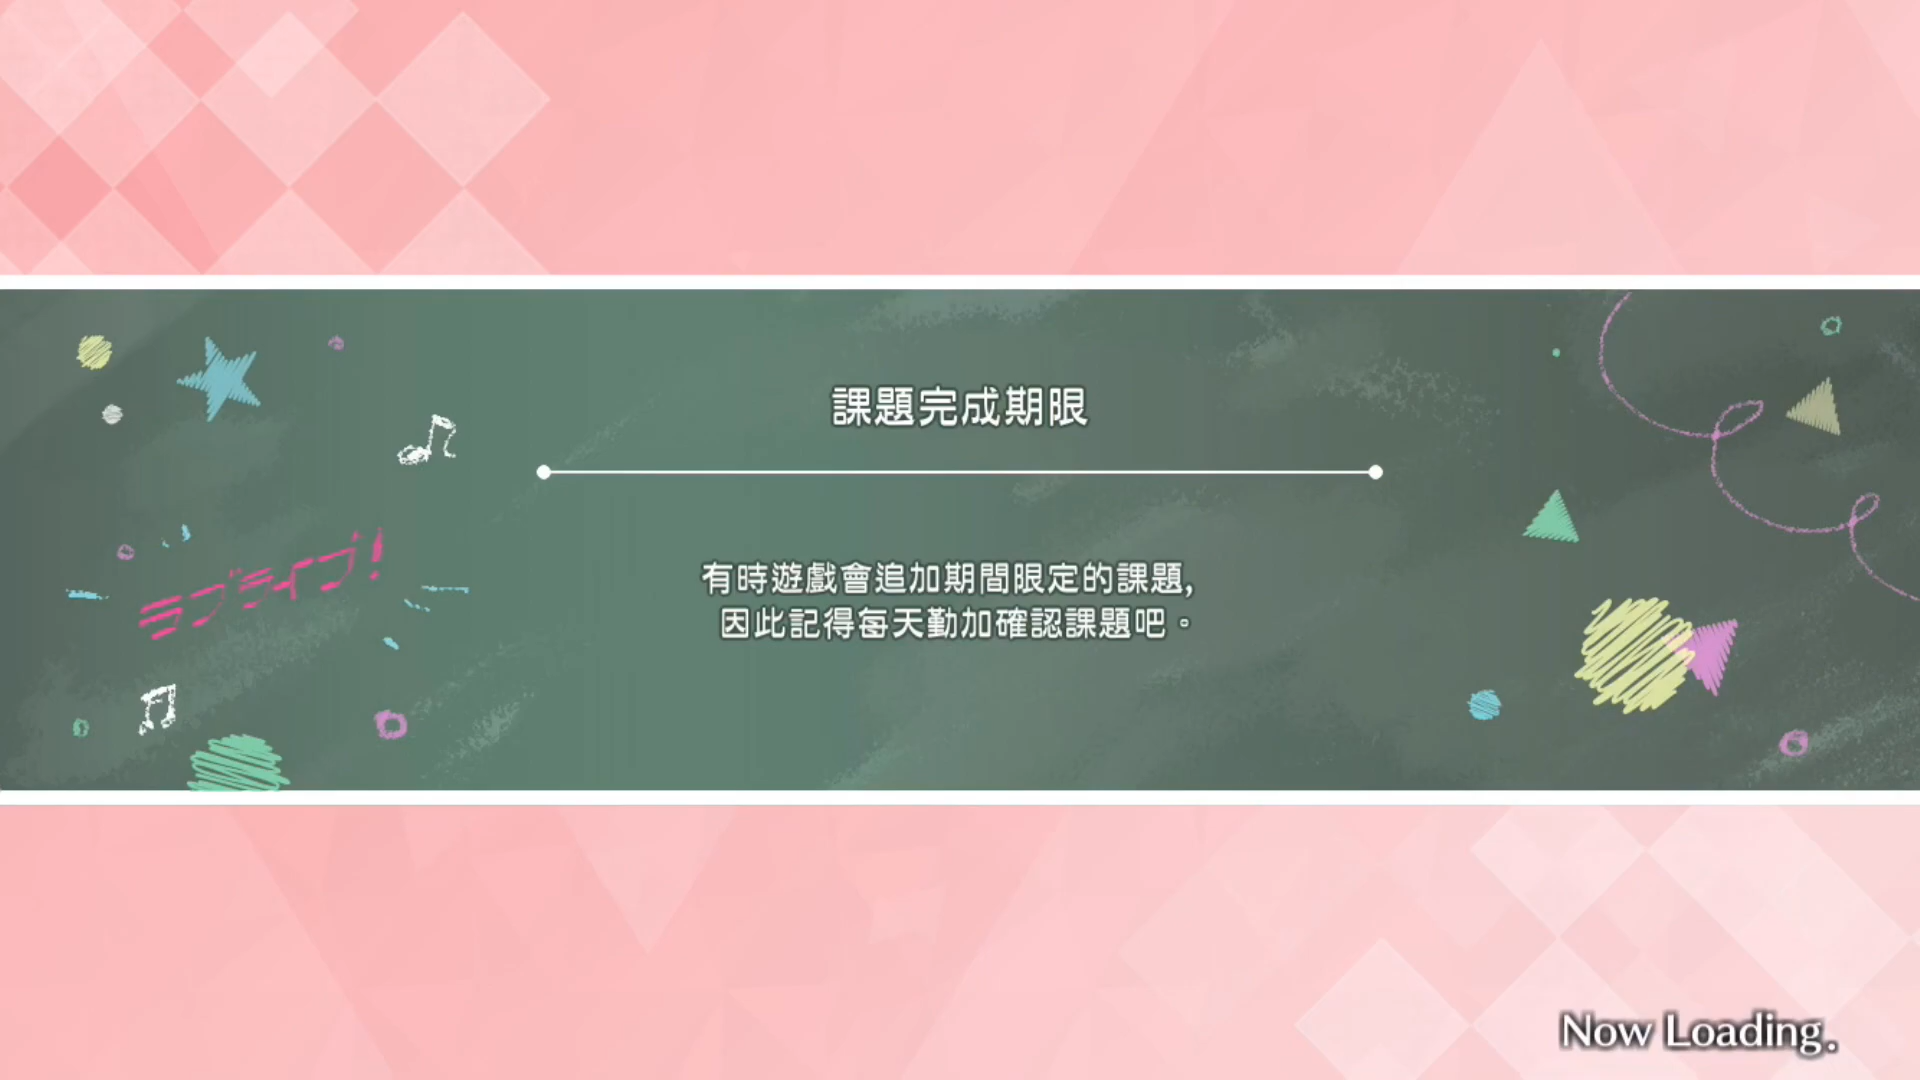 課題完成期限
有時遊戲會追加期間限定的課題,
因此記得每天勤加確認課題吧。
ラブライブ!
Now Loading.